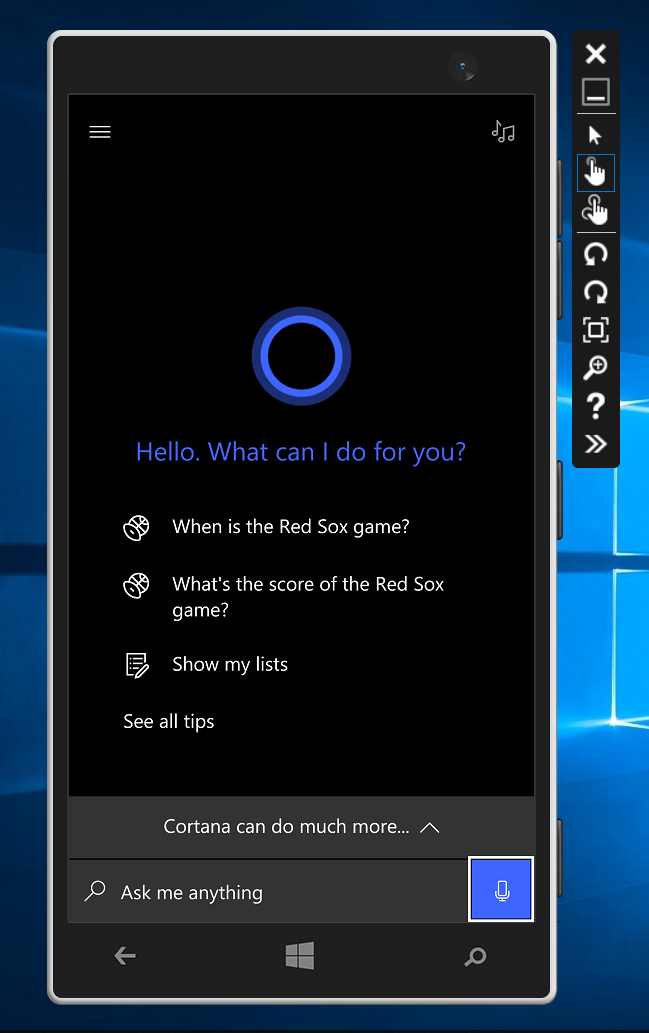 Hello. What can I do for you?
When is the Red Sox game?
What's the score of the Red Sox
game?
Show my lists
See all tips
Cortana can do much more...
Ask me anything